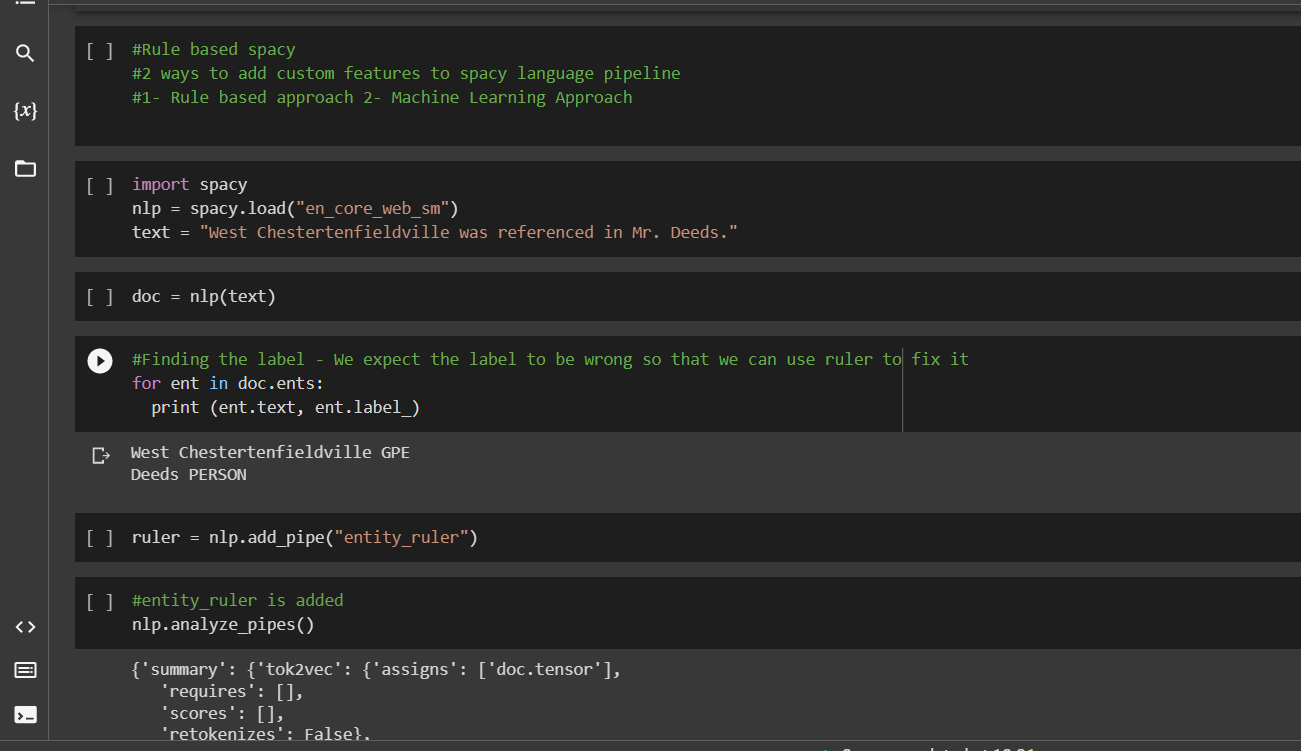 [ ] #Rule based spacy
#2 ways to add custom features to spacy language pipeline
#1- Rule based approach 2- Machine Learning Approach
{x}
[ ] import spacy
nlp = spacy.load("en_core_web_sm")
text = "West Chestertenfieldville was referenced in Mr. Deeds."
[ ] doc = nlp(text)
#Finding the label - We expect the label to be wrong so that we can use ruler to fix it
for ent in doc.ents:
  print (ent.text, ent.label_)
West Chestertenfieldville GPE
Deeds PERSON
[ ] ruler = nlp.add_pipe("entity_ruler")
[ ] #entity_ruler is added
nlp.analyze_pipes()
{'summary': {'tok2vec': {'assigns': ['doc.tensor'],
   'requires': [],
   'scores': [],
   'retokenizes': False},